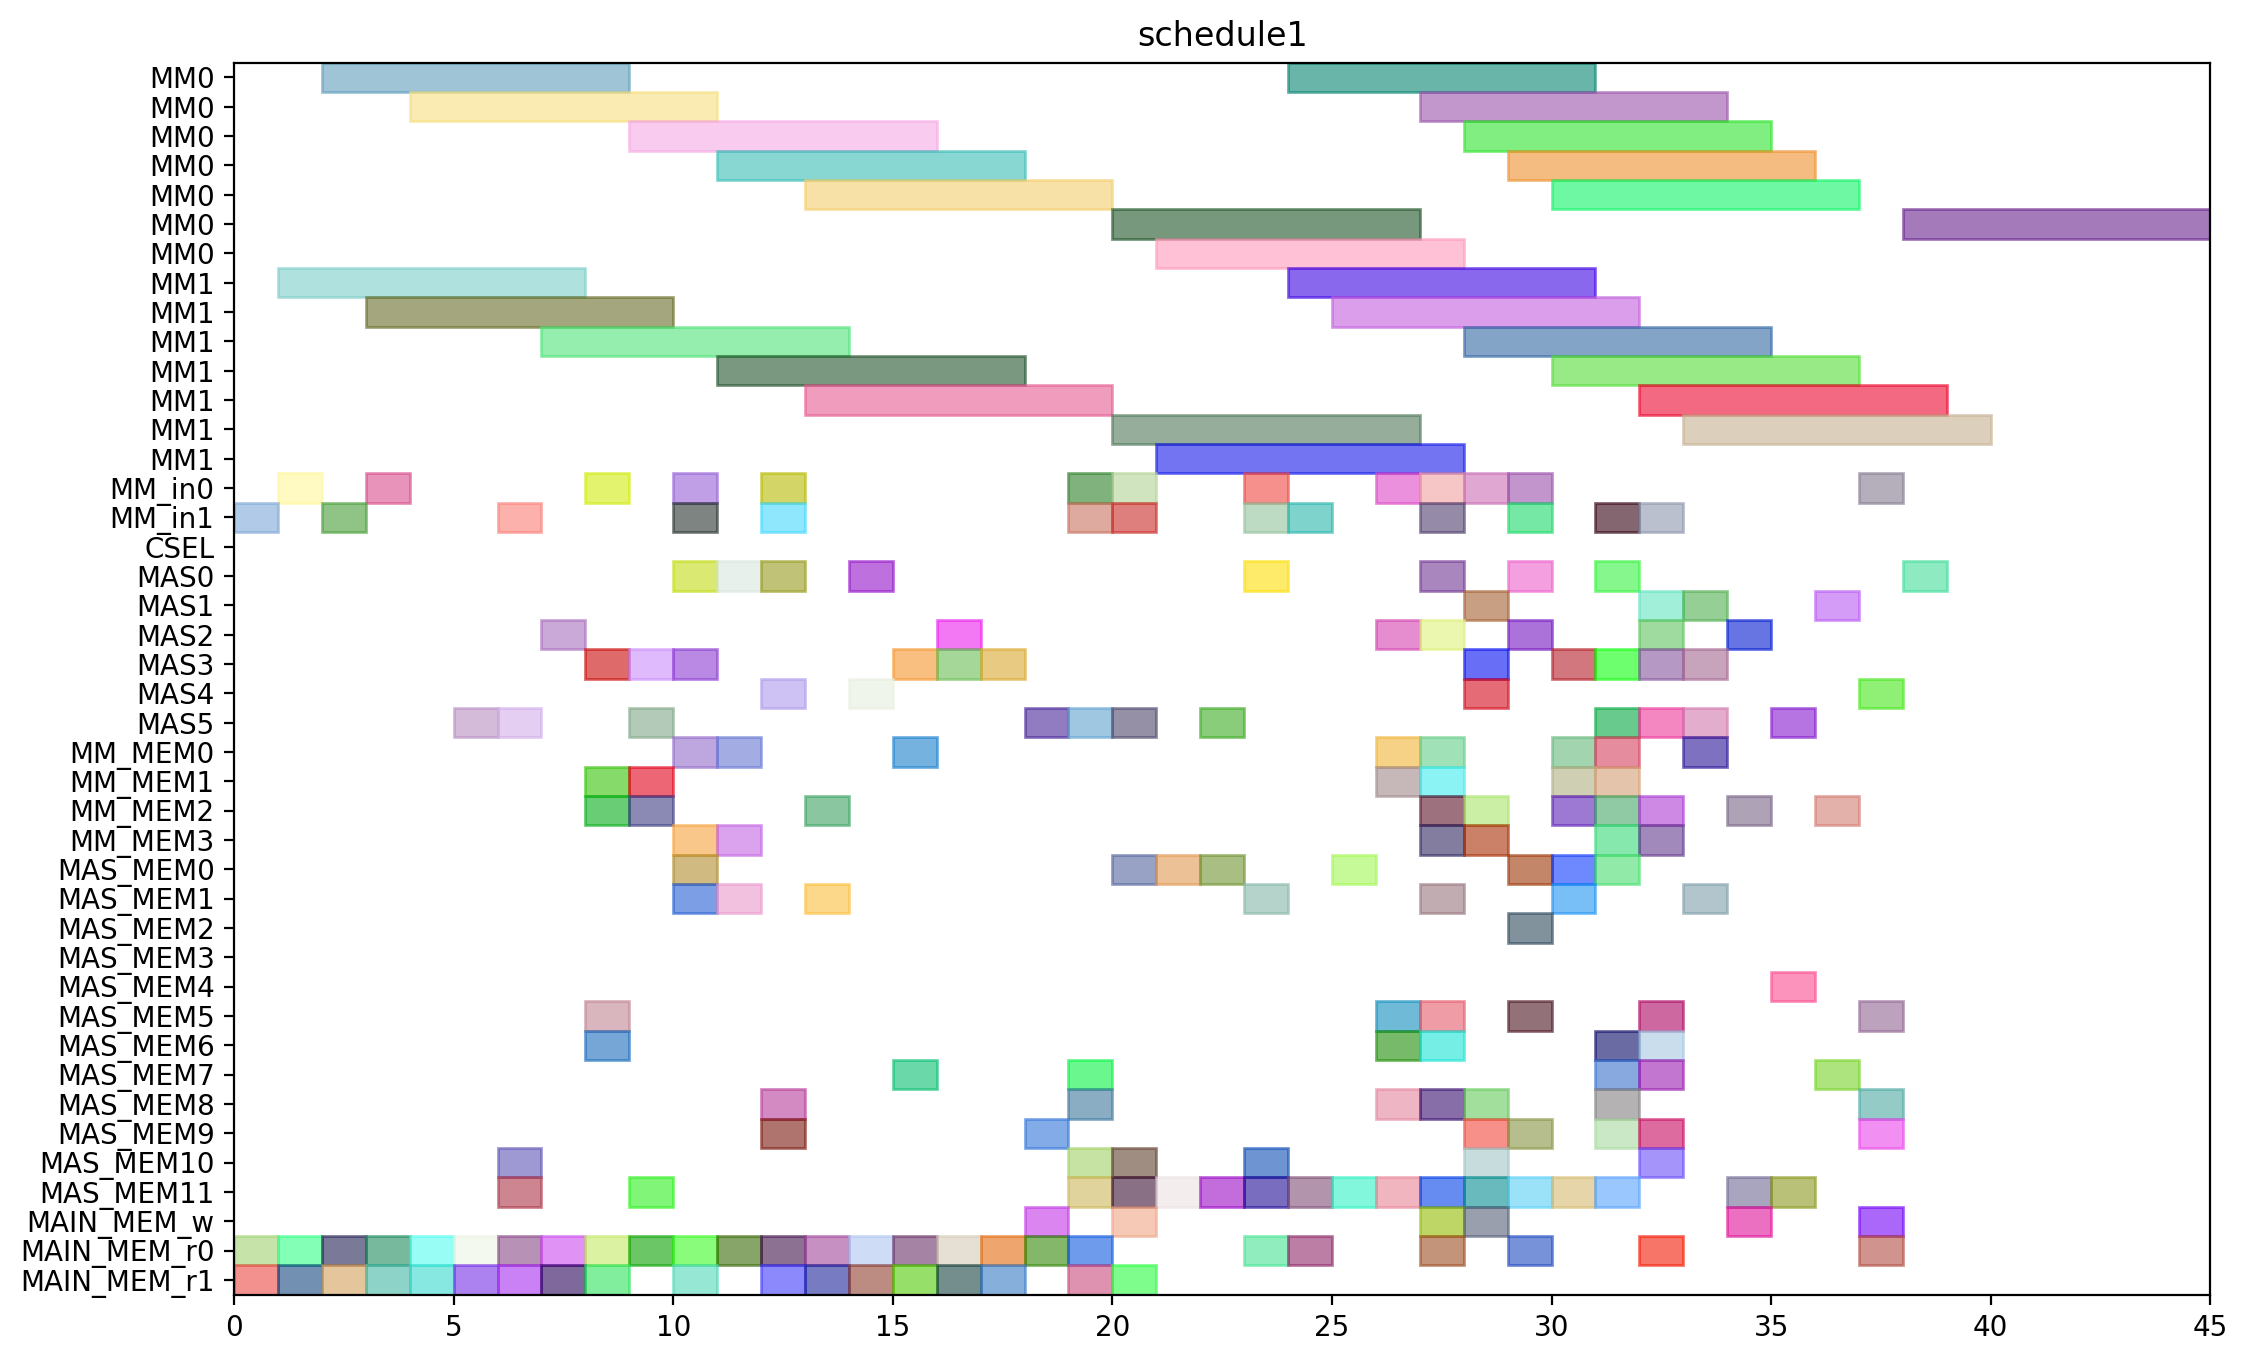 schedule1
MM0
MM0
MM0
MM0
MM0
MM0
MM0
MM1
MM1
MM1
MM1
MM1
MM1
MM1
MM_in0
MM_in1
CSEL
MAS0
MAS1
MAS2
MAS3
MAS4
MAS5
MM_MEM0
MM_MEM1
MM_MEM2
MM_MEM3
MAS_MEM0
MAS_MEM1
MAS_MEM2
MAS_MEM3
MAS_MEM4
MAS_MEM5
MAS_MEM6
MAS_MEM7
MAS_MEM8
MAS_MEM9
MAS_MEM10
MAS_MEM11
MAIN_MEM_w
MAIN_MEM_r0
MAIN_MEM_r1
0 5 10 15 20 25 30 35 40 45